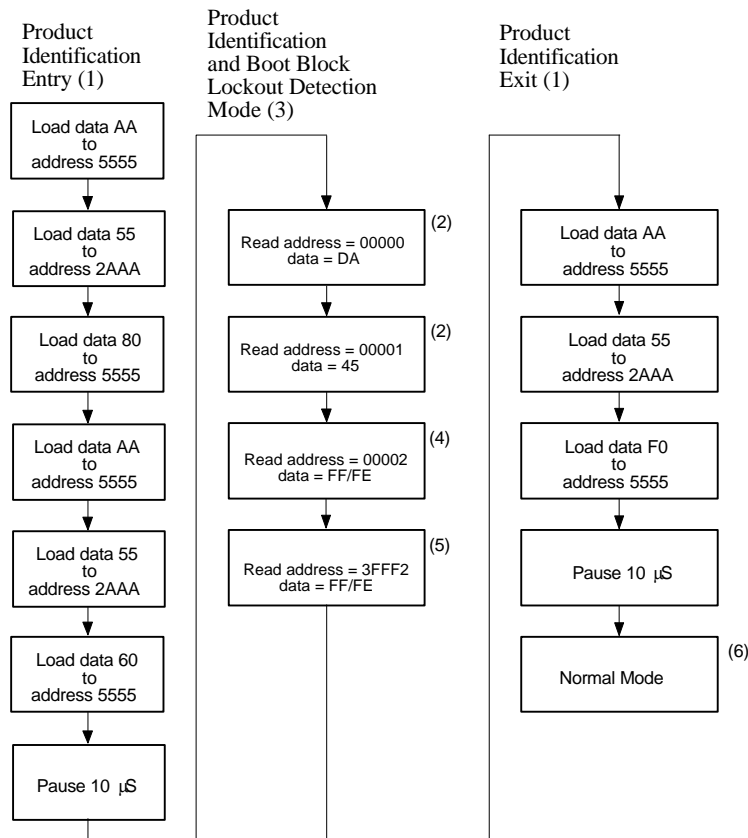 Product
Identification
Entry (1)
Load data AA
to
address 5555
Load data 55
to
address 2AAA
Load data 80
to
address 5555
Load data AA
to
address 5555
Load data 55
to
address 2AAA
Load data 60
to
address 5555
Pause 10 µS
Product
Identification
and Boot Block
Lockout Detection
Mode (3)
(2)
Read address = 00000
data = DA
(2)
Read address = 00001
data = 45
(4)
Read address = 00002
data = FF/FE
(5)
Read address = 3FFF2
data = FF/FE
Product
Identification
Exit (1)
Load data AA
to
address 5555
Load data 55
to
address 2AAA
Load data F0
to
address 5555
Pause 10 µS
(6)
Normal Mode